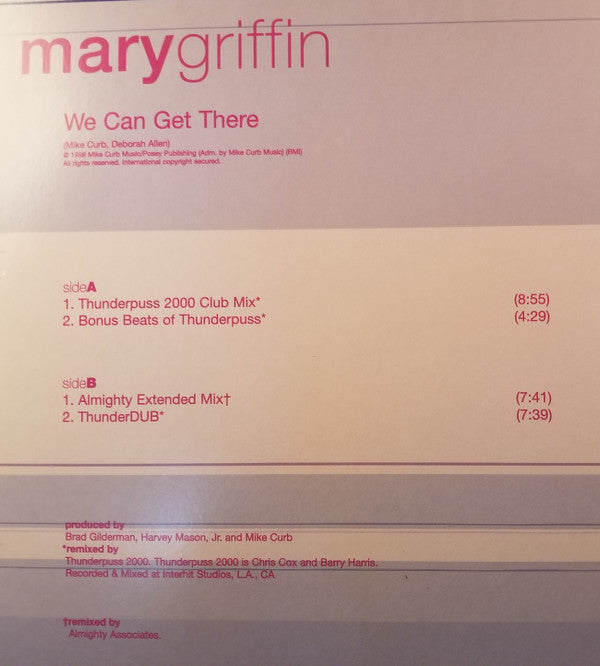 marygriffin
We Can Get There
(Mike Curb, Deborah Allen)
© 1998 Mike Curb Music/Posey Publishing (Adm. by Mike Curb Music) (BMI)
All rights reserved. International copyright secured.
sideA
1. Thunderpuss 2000 Club Mix* (8:55)
2. Bonus Beats of Thunderpuss* (4:29)
sideB
1. Almighty Extended Mix† (7:41)
2. ThunderDUB* (7:39)
produced by
Brad Gilderman, Harvey Mason, Jr. and Mike Curb
*remixed by
Thunderpuss 2000. Thunderpuss 2000 is Chris Cox and Barry Harris.
Recorded & Mixed at Interhit Studios, L.A., CA
†remixed by
Almighty Associates.